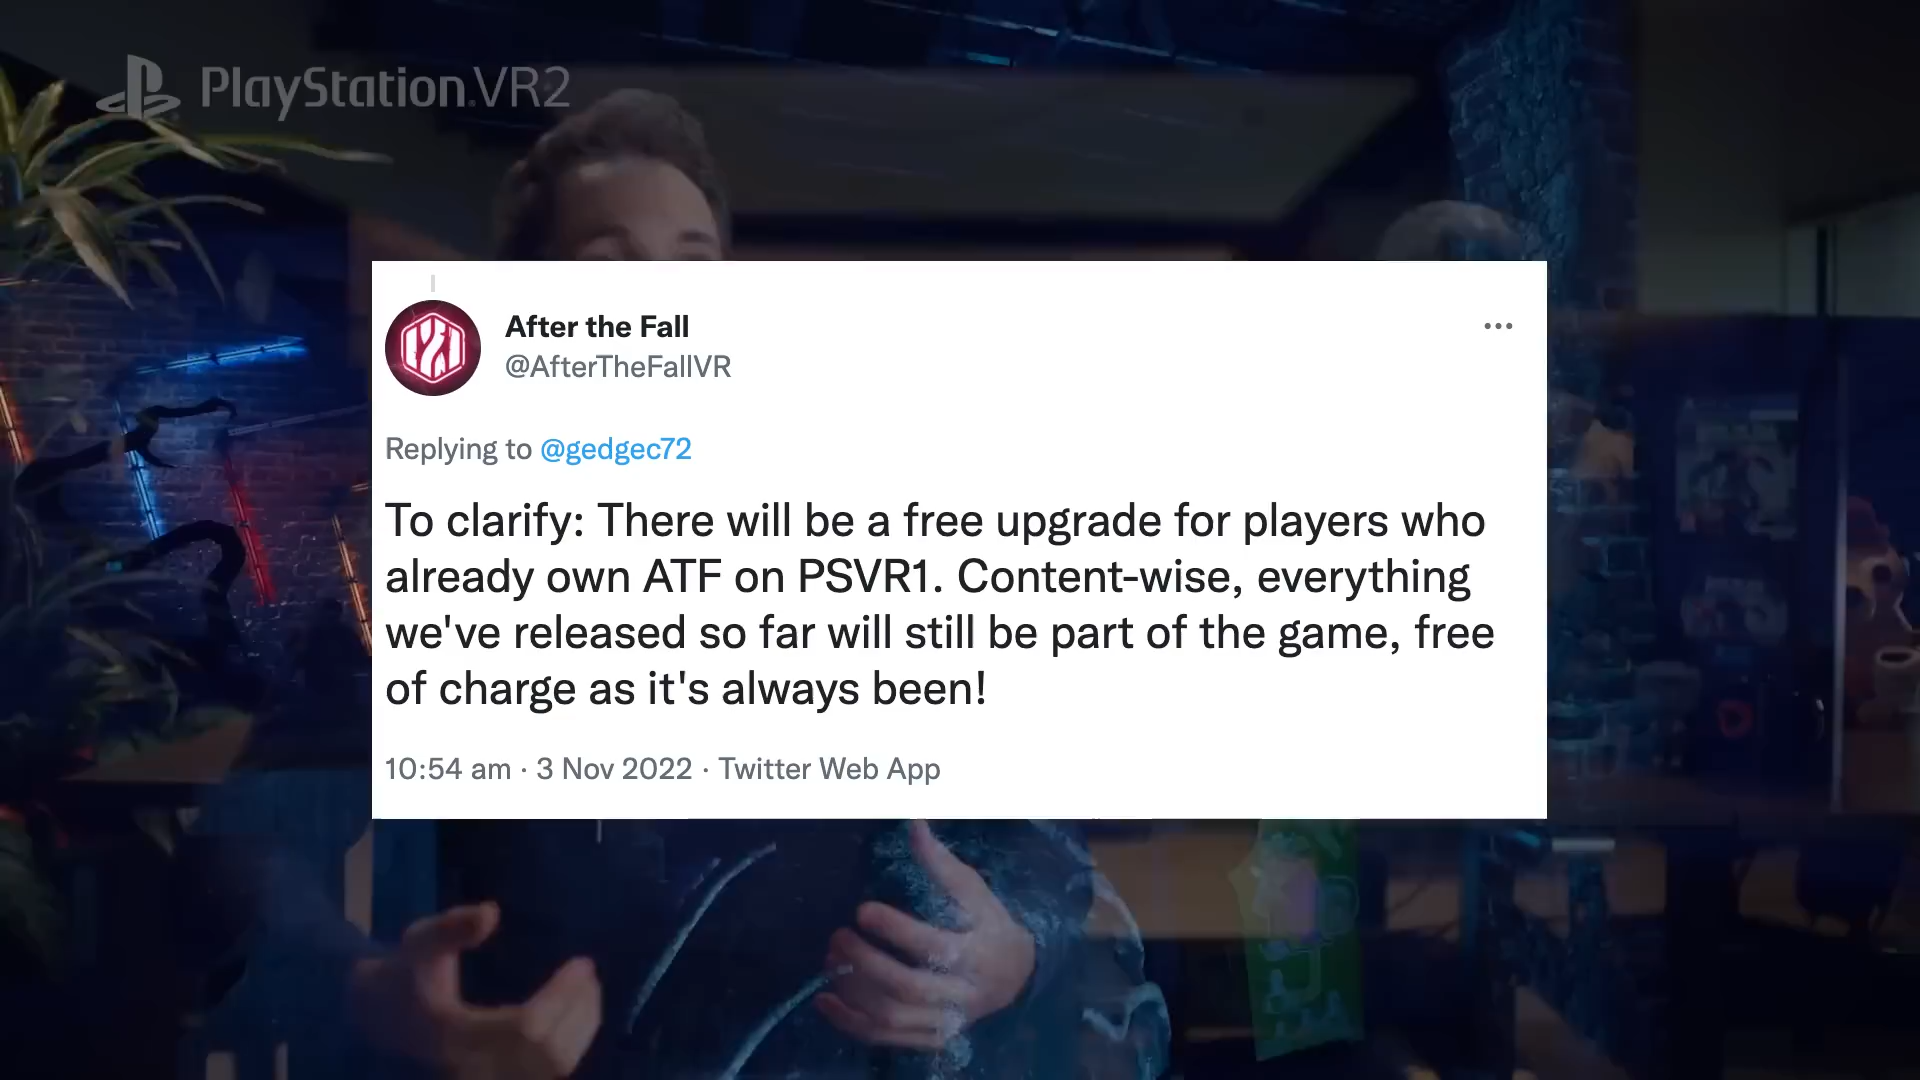 PlayStation.VR2
After the Fall
@AfterTheFallVR
Replying to @gedgec72
To clarify: There will be a free upgrade for players who
already own ATF on PSVR1. Content-wise, everything
we've released so far will still be part of the game, free
of charge as it's always been!
10:54 am · 3 Nov 2022 · Twitter Web App